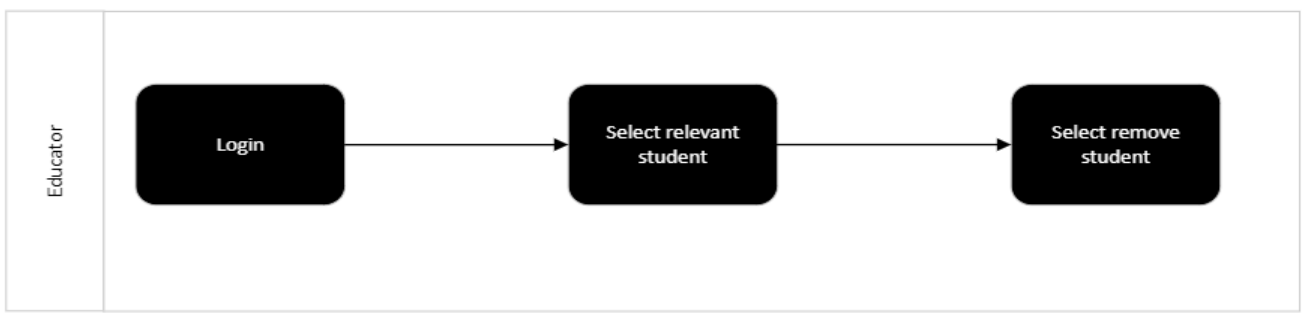 Educator
Login
Select relevant
student
Select remove
student